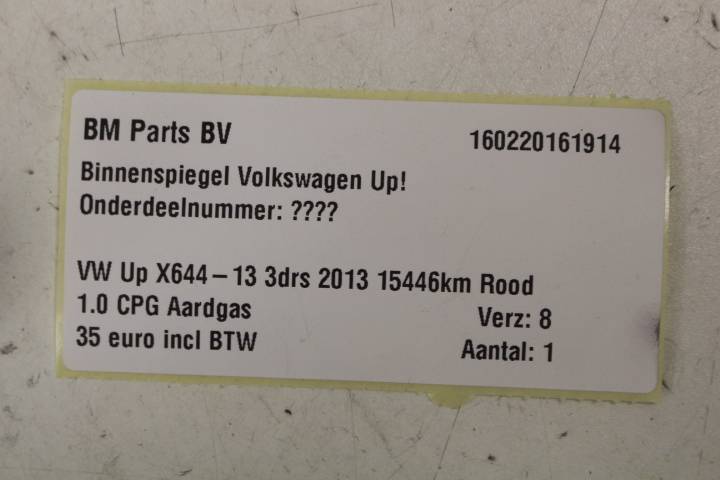 BM Parts BV 160220161914
Binnenspiegel Volkswagen Up!
Onderdeelnummer: ????
VW Up X644-13 3drs 2013 15446km Rood
1.0 CPG Aardgas Verz: 8
35 euro incl BTW Aantal: 1